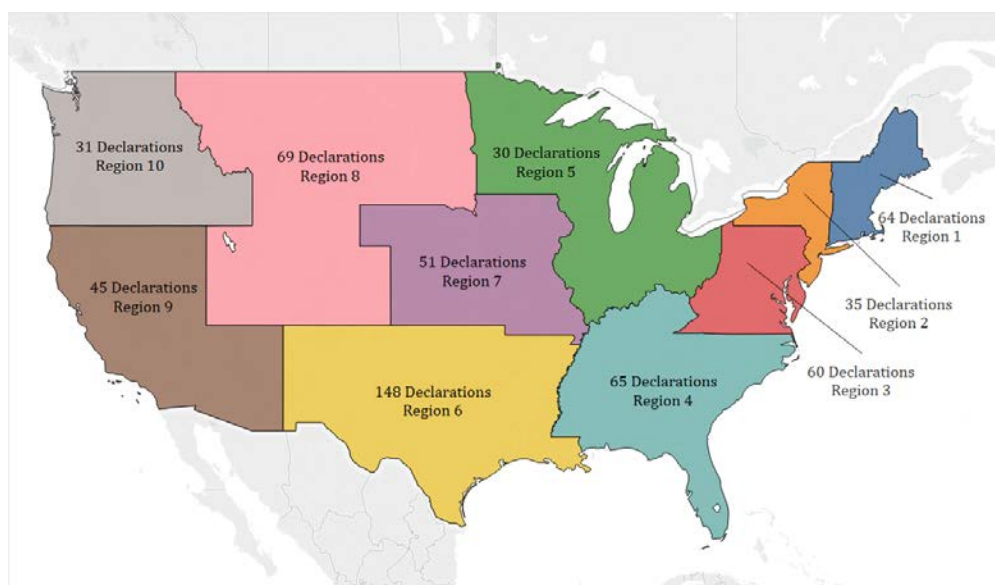 31 Declarations
Region 10
69 Declarations
Region 8
30 Declarations
Region 5
64 Declarations
Region 1
51 Declarations
Region 7
45 Declarations
Region 9
35 Declarations
Region 2
60 Declarations
Region 3
148 Declarations
Region 6
65 Declarations
Region 4